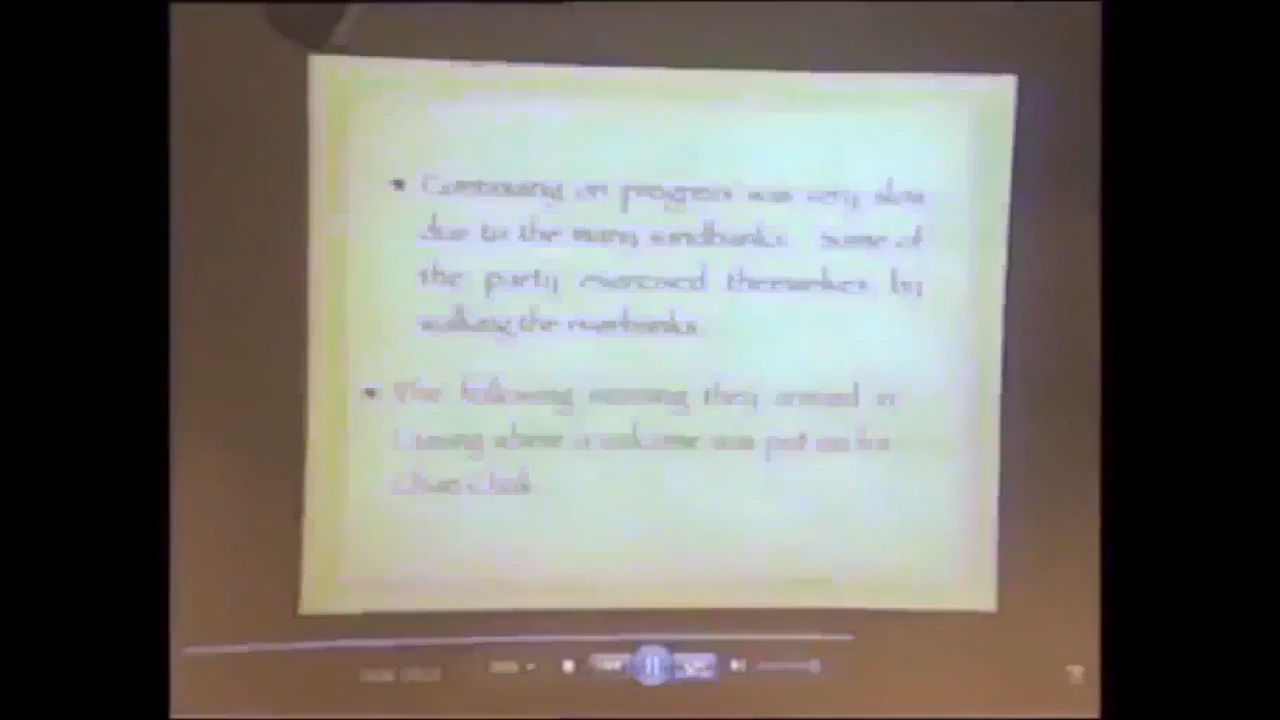 • Continuing on progress was very slow
due to the many sandbanks. Some of
the party themselves by
walking the riverbanks.
• The following morning they arrived in
where a welcome was put on for